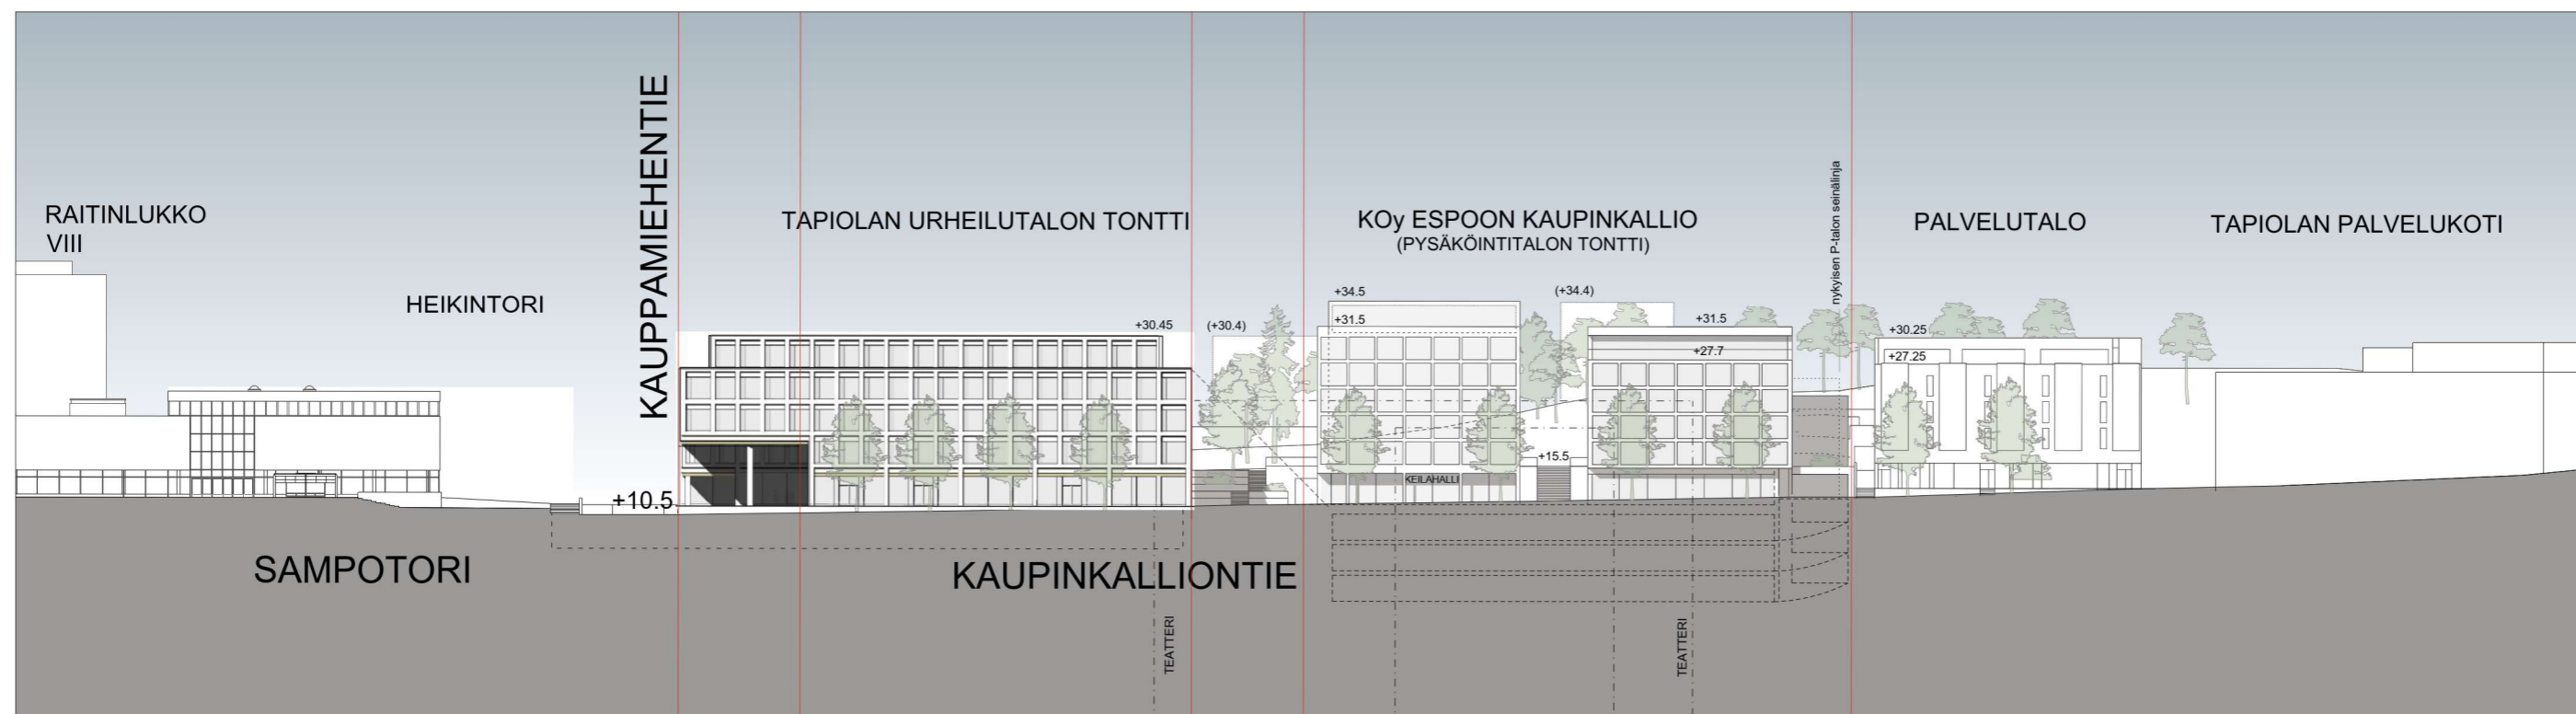 RAITINLUKKO
VIII
HEIKINTORI
KAUPPAMIEHENTIE
TAPIOLAN URHEILUTALON TONTTI
KOy ESPOON KAUPINKALLIO
(PYSÄKÖINTITALON TONTTI)
nykyisen P-talon seinälinja
PALVELUTALO
TAPIOLAN PALVELUKOTI
+30.45
(+30.4)
+34.5
+31.5
(+34.4)
+31.5
+27.7
+30.25
+27.25
+15.5
KEILAHALLI
+10.5
SAMPOTORI
KAUPINKALLIONTIE
TEATTERI
TEATTERI